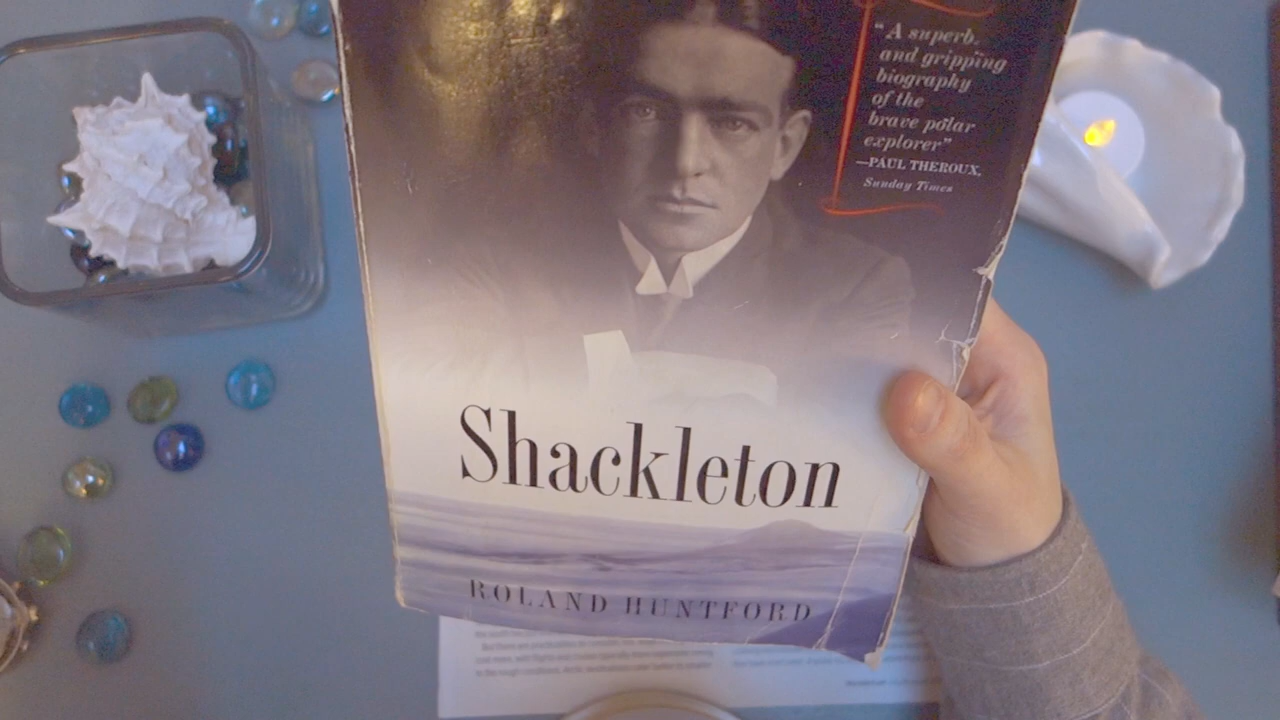 “A superb,
and gripping
biography
of the
brave polar
explorer”
—PAUL THEROUX,
Sunday Times
Shackleton
ROLAND HUNTFORD